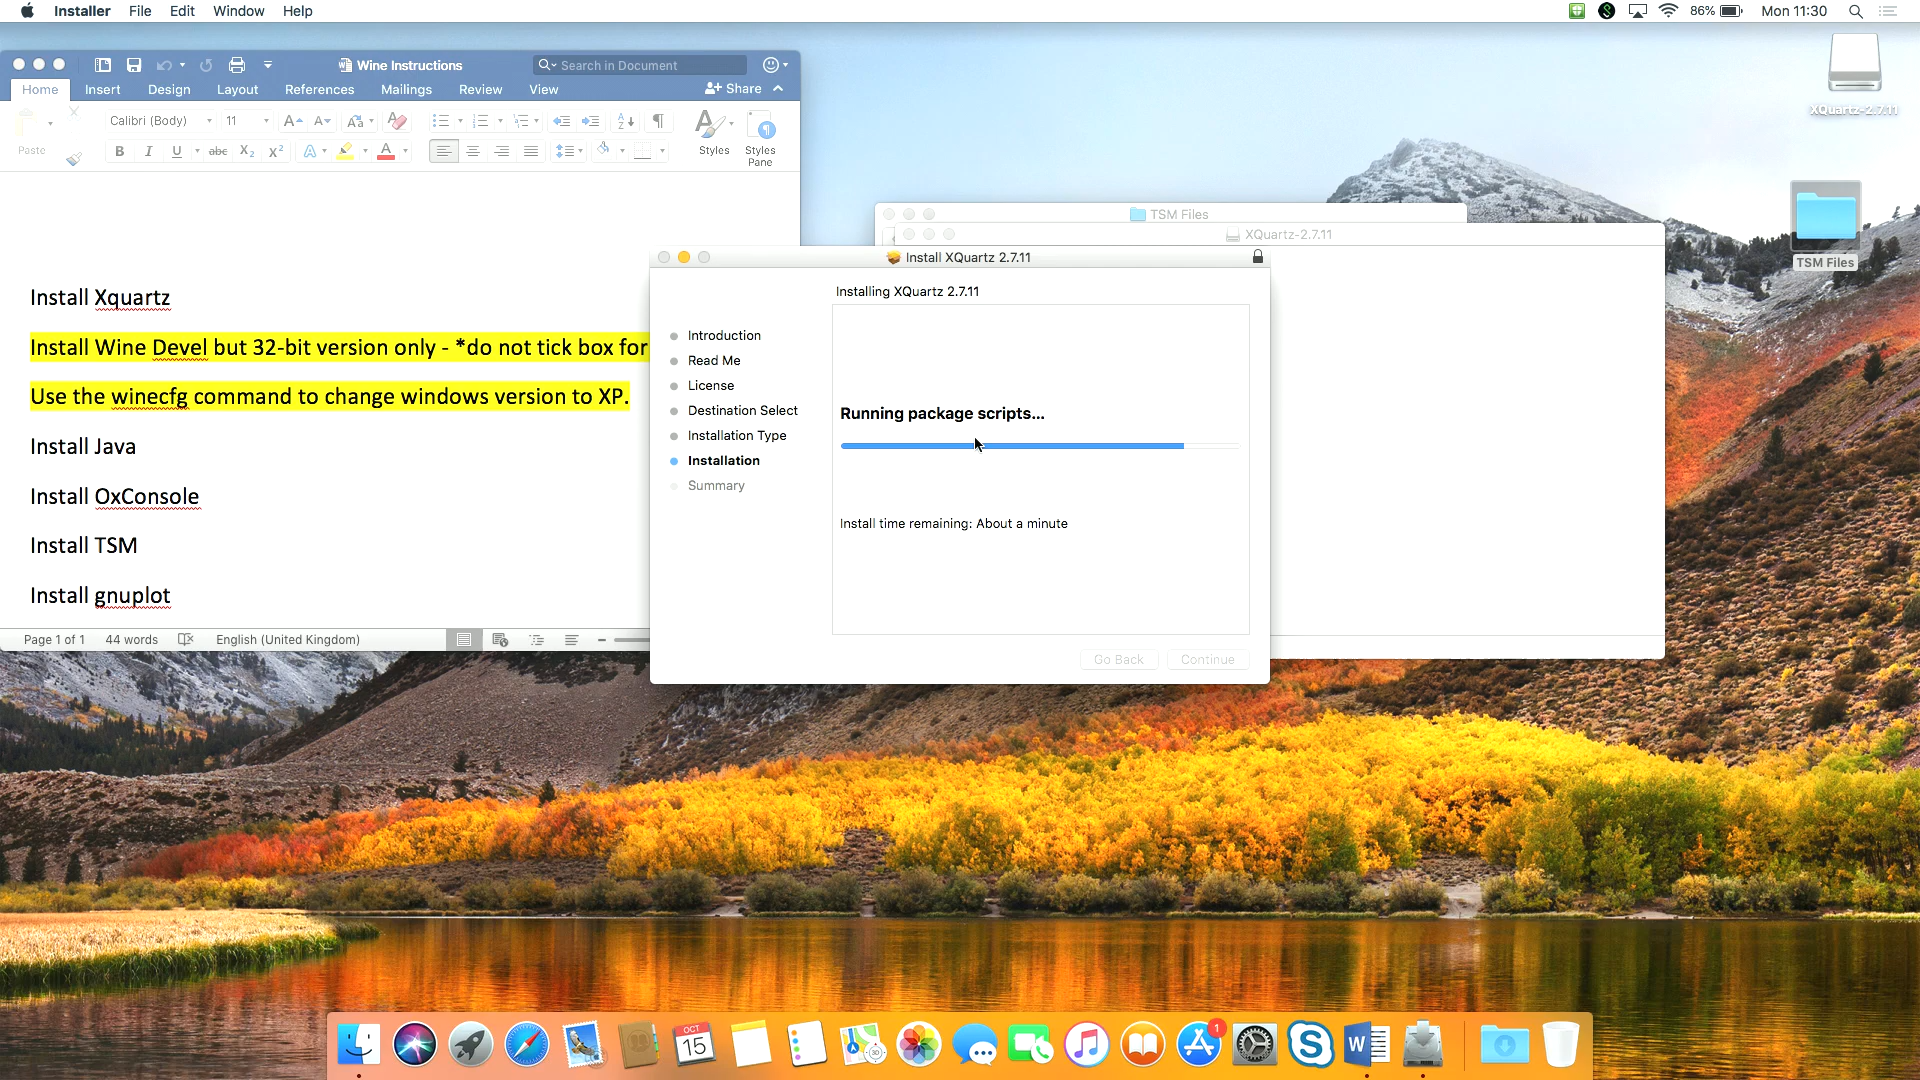 Installer File Edit Window Help
86% Mon 11:30
Wine Instructions
Search in Document
Home Insert Design Layout References Mailings Review View Share
Calibri (Body) 11
Paste
Styles
Styles Pane
Install Xquartz
Install Wine Devel but 32-bit version only - *do not tick box for
Use the winecfg command to change windows version to XP.
Install Java
Install OxConsole
Install TSM
Install gnuplot
Page 1 of 1 44 words English (United Kingdom)
TSM Files
XQuartz-2.7.11
Install XQuartz 2.7.11
Installing XQuartz 2.7.11
Introduction
Read Me
License
Destination Select
Installation Type
Installation
Summary
Running package scripts...
Install time remaining: About a minute
Go Back Continue
XQuartz-2.7.11
TSM Files
OCT
15
1